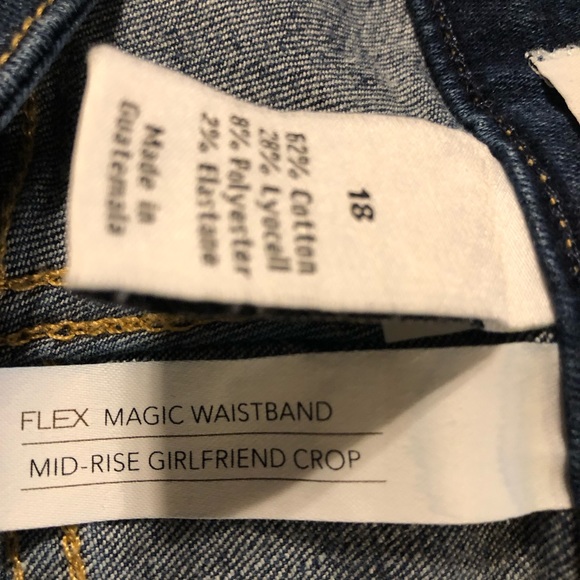 18
62% Cotton
28% Lyocell
8% Polyester
2% Elastane
Made in
Guatemala
FLEX MAGIC WAISTBAND
MID-RISE GIRLFRIEND CROP